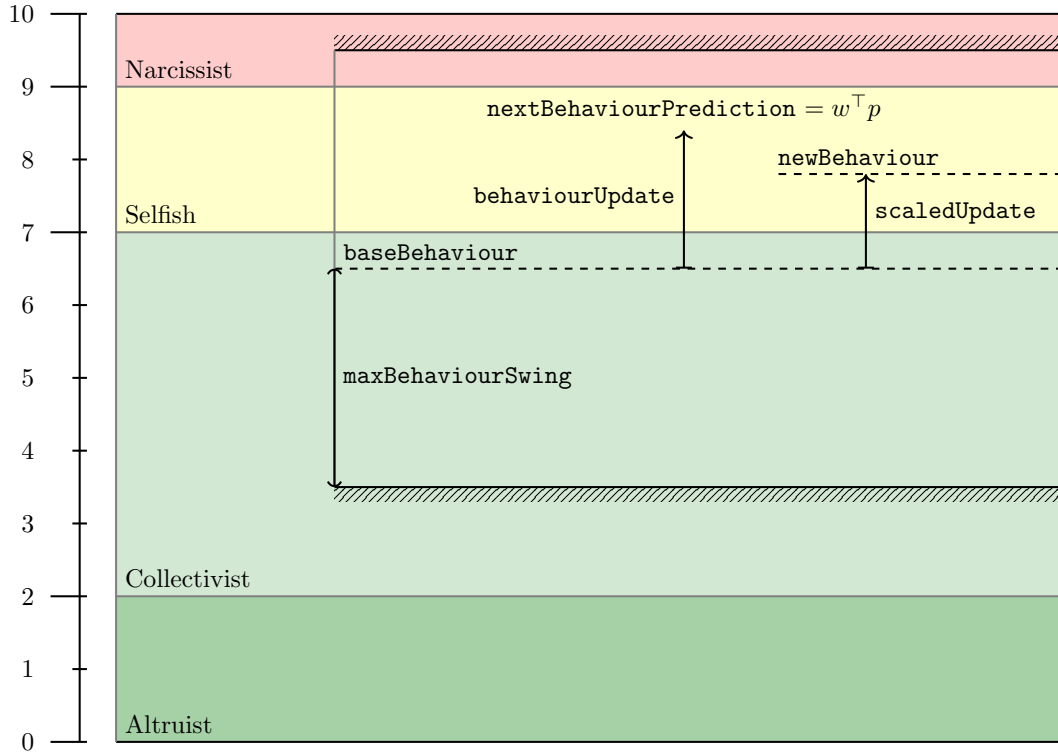 10
Narcissist
9
nextBehaviourPrediction = w⊤p
8
newBehaviour
behaviourUpdate
scaledUpdate
Selfish
7
baseBehaviour
6
5
maxBehaviourSwing
4
3
Collectivist
2
1
Altruist
0